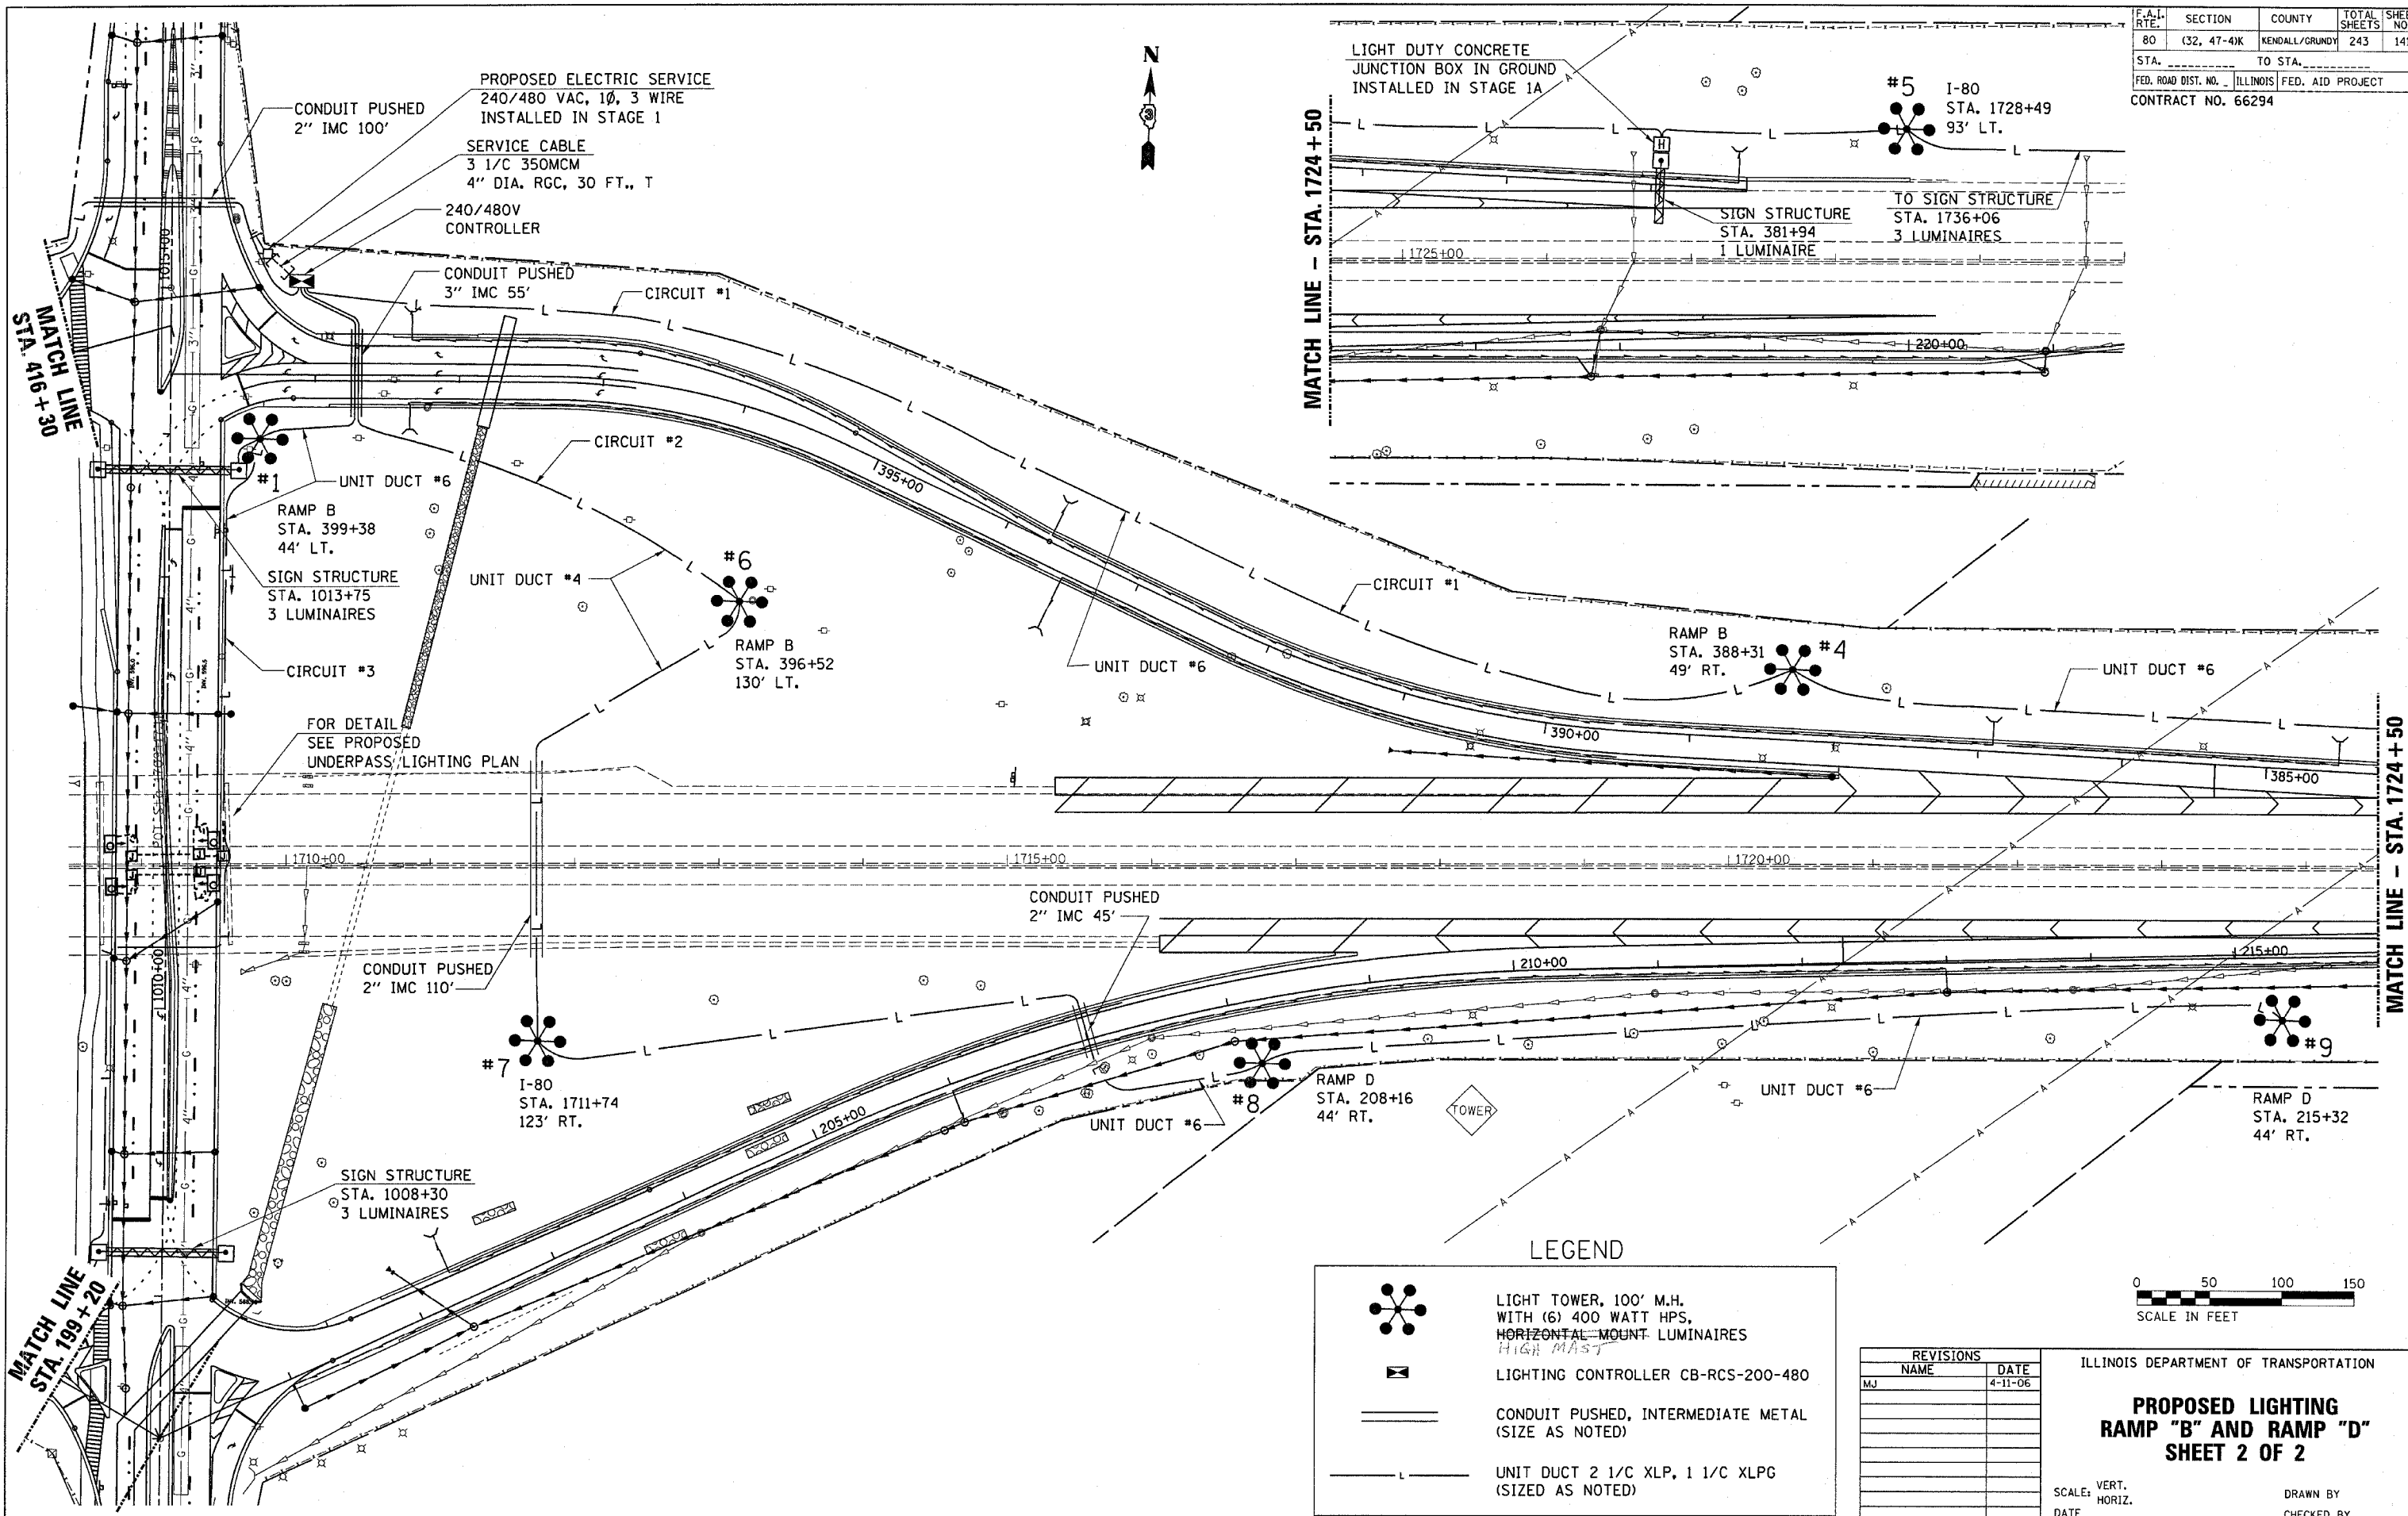 F.A.I. RTE.
SECTION
COUNTY
TOTAL SHEETS
80
(32, 47-4)K
KENDALL/GRUNDY
243
STA. TO STA.
FED. ROAD DIST. NO. ILLINOIS FED. AID PROJECT
CONTRACT NO. 66294
N
3
PROPOSED ELECTRIC SERVICE
240/480 VAC, 1Ø, 3 WIRE
INSTALLED IN STAGE 1
CONDUIT PUSHED
2" IMC 100'
SERVICE CABLE
3 1/C 350MCM
4" DIA. RGC, 30 FT., T
240/480V
CONTROLLER
CONDUIT PUSHED
3" IMC 55'
CIRCUIT #1
1015+00
MATCH LINE
STA. 416+30
CIRCUIT #2
#1
UNIT DUCT #6
RAMP B
STA. 399+38
44' LT.
SIGN STRUCTURE
STA. 1013+75
3 LUMINAIRES
CIRCUIT #3
UNIT DUCT #4
#6
RAMP B
STA. 396+52
130' LT.
395+00
FOR DETAIL
SEE PROPOSED
UNDERPASS LIGHTING PLAN
UNIT DUCT #6
CIRCUIT #1
390+00
RAMP B
STA. 388+31
49' RT.
#4
UNIT DUCT #6
385+00
MATCH LINE - STA. 1724+50
LIGHT DUTY CONCRETE
JUNCTION BOX IN GROUND
INSTALLED IN STAGE 1A
MATCH LINE - STA. 1724+50
#5
I-80
STA. 1728+49
93' LT.
H
SIGN STRUCTURE
STA. 381+94
1 LUMINAIRE
TO SIGN STRUCTURE
STA. 1736+06
3 LUMINAIRES
1725+00
220+00
1710+00
1715+00
1720+00
1010+00
CONDUIT PUSHED
2" IMC 110'
CONDUIT PUSHED
2" IMC 45'
210+00
215+00
#7
I-80
STA. 1711+74
123' RT.
205+00
UNIT DUCT #6
#8
RAMP D
STA. 208+16
44' RT.
TOWER
UNIT DUCT #6
#9
RAMP D
STA. 215+32
44' RT.
SIGN STRUCTURE
STA. 1008+30
3 LUMINAIRES
MATCH LINE
STA. 199+20
LEGEND
LIGHT TOWER, 100' M.H.
WITH (6) 400 WATT HPS,
HORIZONTAL MOUNT LUMINAIRES
HIGH MAST
LIGHTING CONTROLLER CB-RCS-200-480
CONDUIT PUSHED, INTERMEDIATE METAL
(SIZE AS NOTED)
L UNIT DUCT 2 1/C XLP, 1 1/C XLPG
(SIZED AS NOTED)
0 50 100 150
SCALE IN FEET
REVISIONS
NAME DATE
MJ 4-11-06
ILLINOIS DEPARTMENT OF TRANSPORTATION
PROPOSED LIGHTING
RAMP "B" AND RAMP "D"
SHEET 2 OF 2
SCALE: VERT.
HORIZ.
DATE
DRAWN BY
CHECKED BY